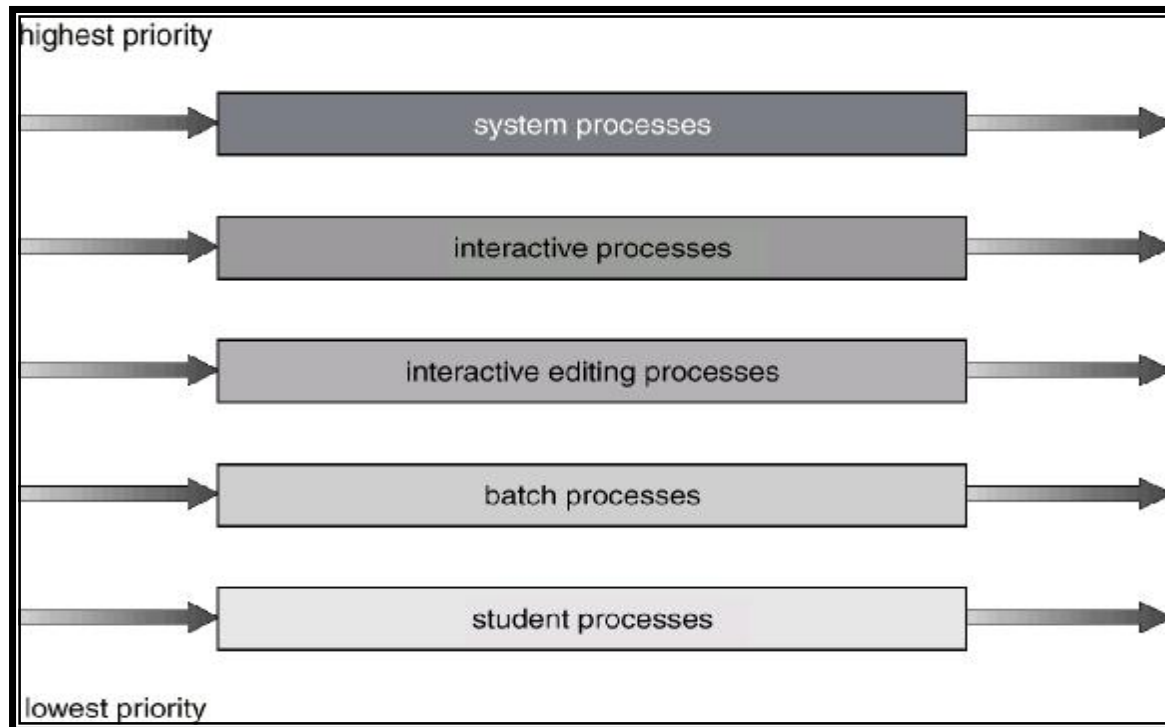 highest priority
system processes
interactive processes
interactive editing processes
batch processes
student processes
lowest priority